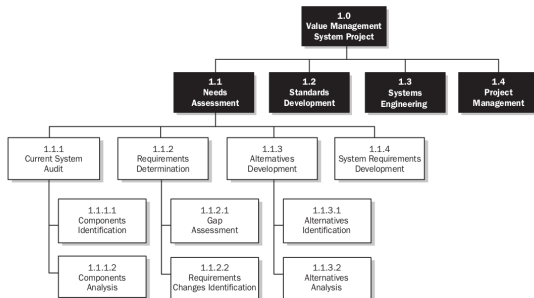 1.0
Value Management
System Project
1.1
Needs
Assessment
1.2
Standards
Development
1.3
Systems
Engineering
1.4
Project
Management
1.1.1
Current System
Audit
1.1.2
Requirements
Determination
1.1.3
Alternatives
Development
1.1.4
System Requirements
Development
1.1.1.1
Components
Identification
1.1.2.1
Gap
Assessment
1.1.3.1
Alternatives
Identification
1.1.1.2
Components
Analysis
1.1.2.2
Requirements
Changes Identification
1.1.3.2
Alternatives
Analysis